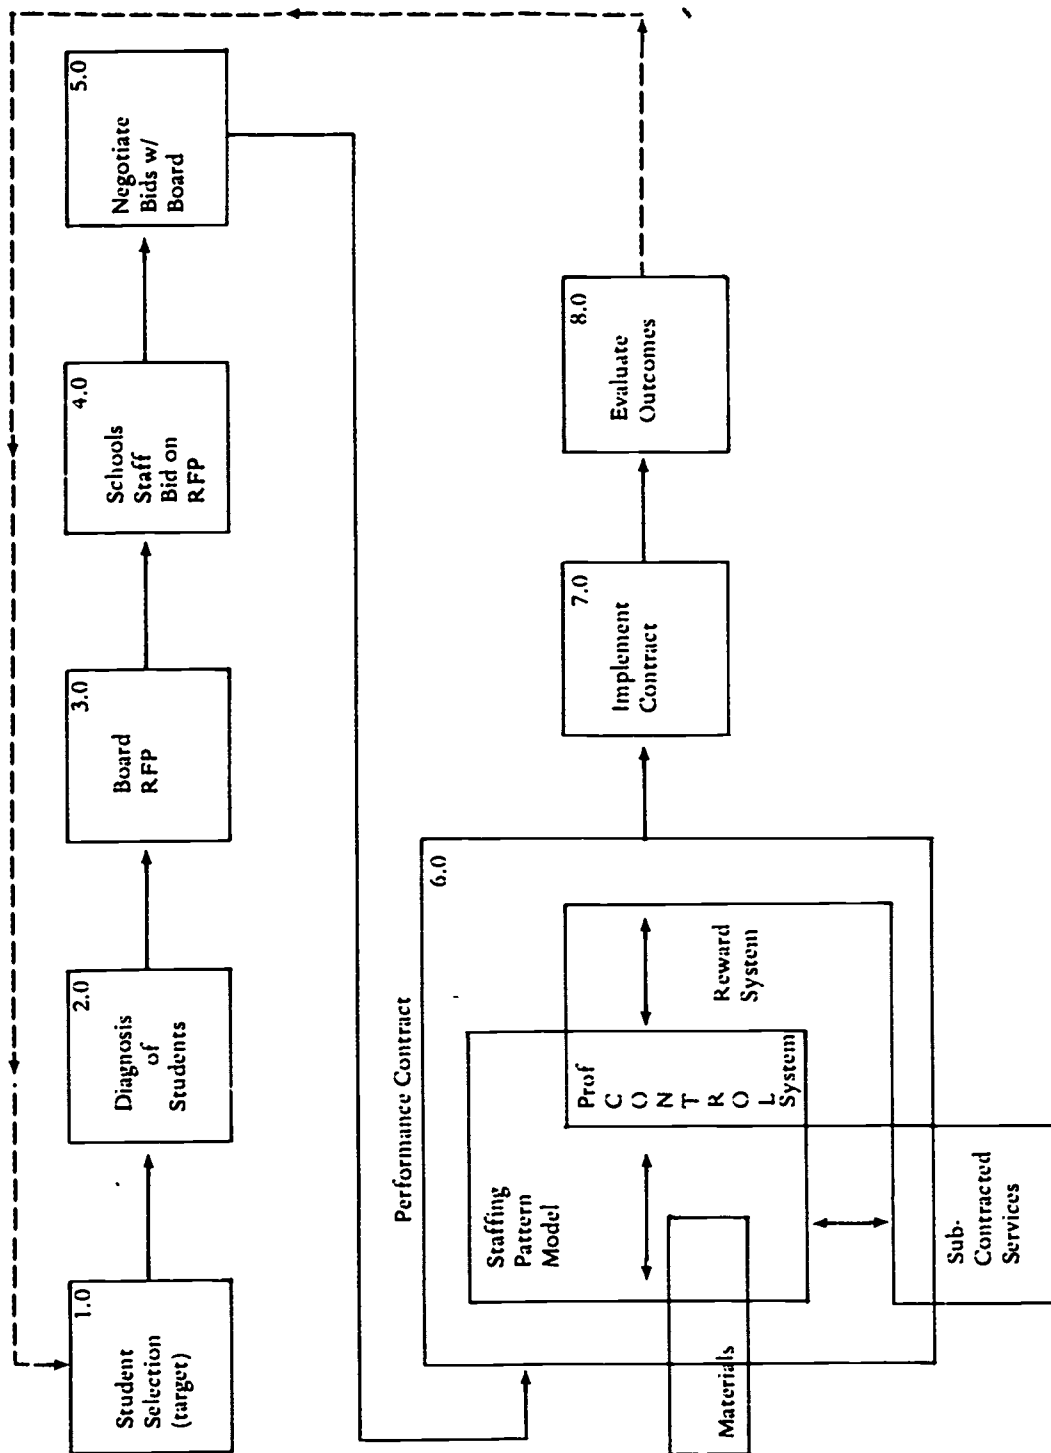 1.0
Student
Selection
(target)
2.0
Diagnosis
of
Students
3.0
Board
RFP
4.0
Schools
Staff
Bid on
RFP
5.0
Negotiate
Bids w/
Board
Performance Contract
6.0
Staffing
Pattern
Model
Prof
C
O
N
T
R
O
L
System
Reward
System
Materials
Sub-
Contracted
Services
7.0
Implement
Contract
8.0
Evaluate
Outcomes